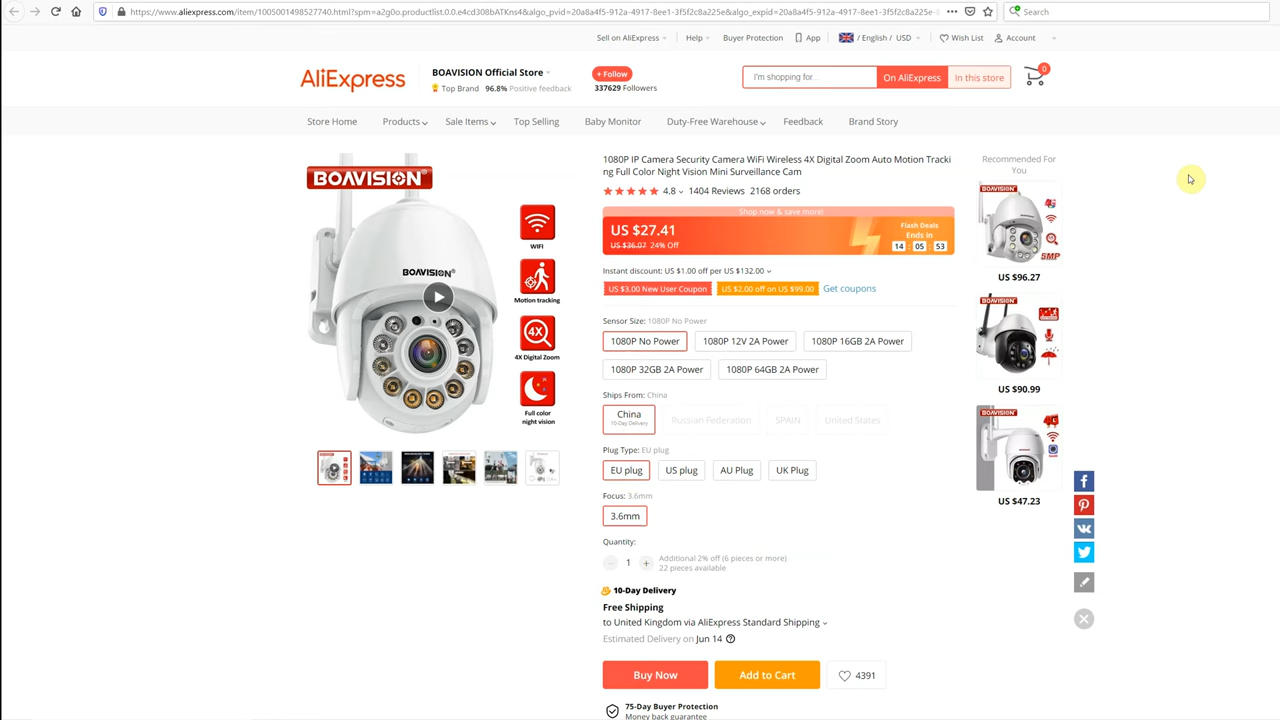 https://www.aliexpress.com/item/1005001498527740.html?spm=a2g0o.productlist.0.0.e4cd308bATKns4&algo_pvid=20a8a4f5-912a-4917-8ee1-3f5f2c8a225e&algo_expid=20a8a4f5-912a-4917-8ee1-3f5f2c8a225e-
Search
Sell on AliExpress
Help
Buyer Protection
App
/ English / USD
Wish List
Account
AliExpress
BOAVISION Official Store
Top Brand 96.8% Positive feedback
+ Follow
337629 Followers
I'm shopping for...
On AliExpress
In this store
0
Store Home
Products
Sale Items
Top Selling
Baby Monitor
Duty-Free Warehouse
Feedback
Brand Story
BOAVISION
WIFI
Motion tracking
4X
4X Digital Zoom
Full color
night vision
BOAVISION®
1080P IP Camera Security Camera WiFi Wireless 4X Digital Zoom Auto Motion Tracki
ng Full Color Night Vision Mini Surveillance Cam
4.8 1404 Reviews 2168 orders
Shop now & save more!
US $27.41
US $36.07 24% Off
Flash Deals
Ends in
14 05 53
Instant discount: US $1.00 off per US $132.00
US $3.00 New User Coupon
US $2.00 off on US $99.00
Get coupons
Sensor Size: 1080P No Power
1080P No Power
1080P 12V 2A Power
1080P 16GB 2A Power
1080P 32GB 2A Power
1080P 64GB 2A Power
Ships From: China
China
10-Day Delivery
Russian Federation
SPAIN
United States
Plug Type: EU plug
EU plug
US plug
AU Plug
UK Plug
Focus: 3.6mm
3.6mm
Quantity:
- 1 +
Additional 2% off (6 pieces or more)
22 pieces available
10-Day Delivery
Free Shipping
to United Kingdom via AliExpress Standard Shipping
Estimated Delivery on Jun 14
Buy Now
Add to Cart
4391
75-Day Buyer Protection
Money back guarantee
Recommended For
You
BOAVISION
5MP
US $96.27
BOAVISION
US $90.99
BOAVISION
US $47.23